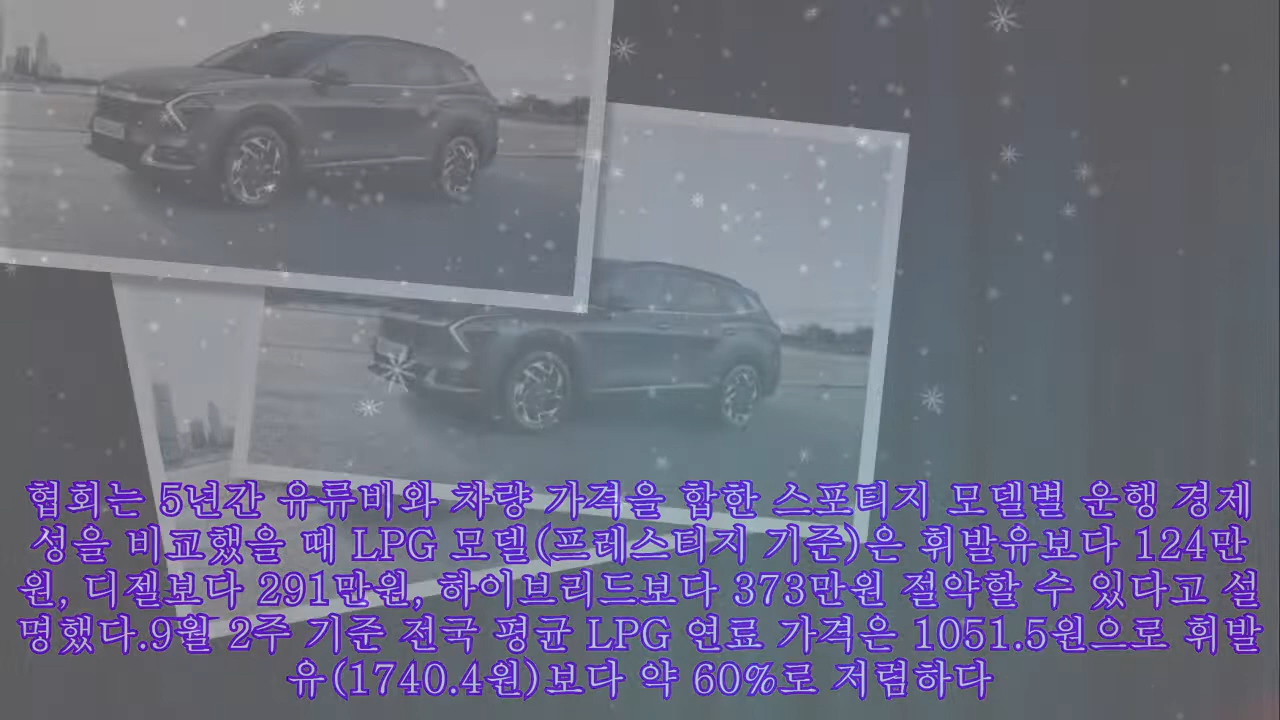 협회는 5년간 유류비와 차량 가격을 합한 스포티지 모델별 운행 경제
성을 비교했을 때 LPG 모델(프레스티지 기준)은 휘발유보다 124만
원, 디젤보다 291만원, 하이브리드보다 373만원 절약할 수 있다고 설
명했다.9월 2주 기준 전국 평균 LPG 연료 가격은 1051.5원으로 휘발
유(1740.4원)보다 약 60%로 저렴하다